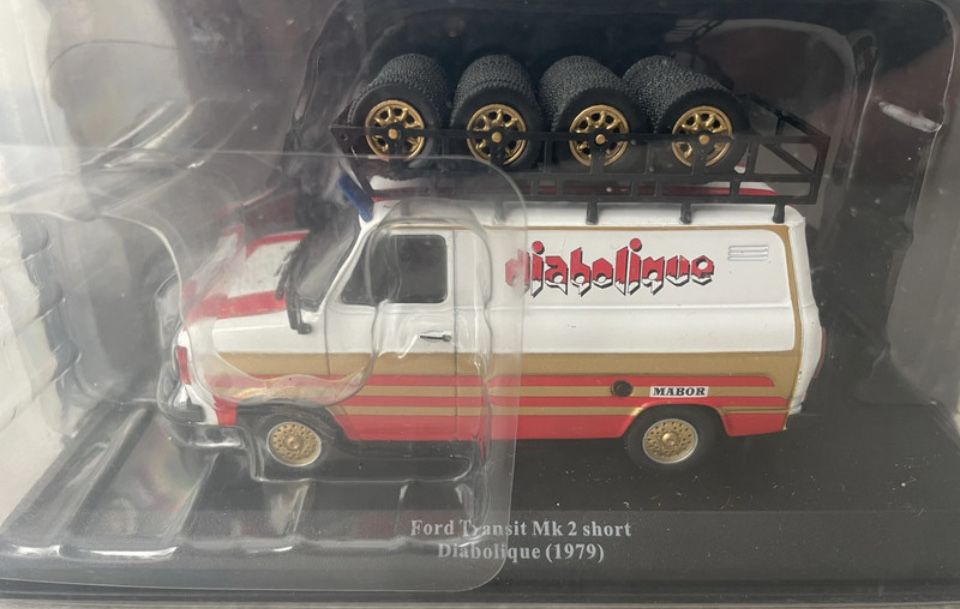 diabolique
MABOR
Ford Transit Mk 2 short
Diabolique (1979)